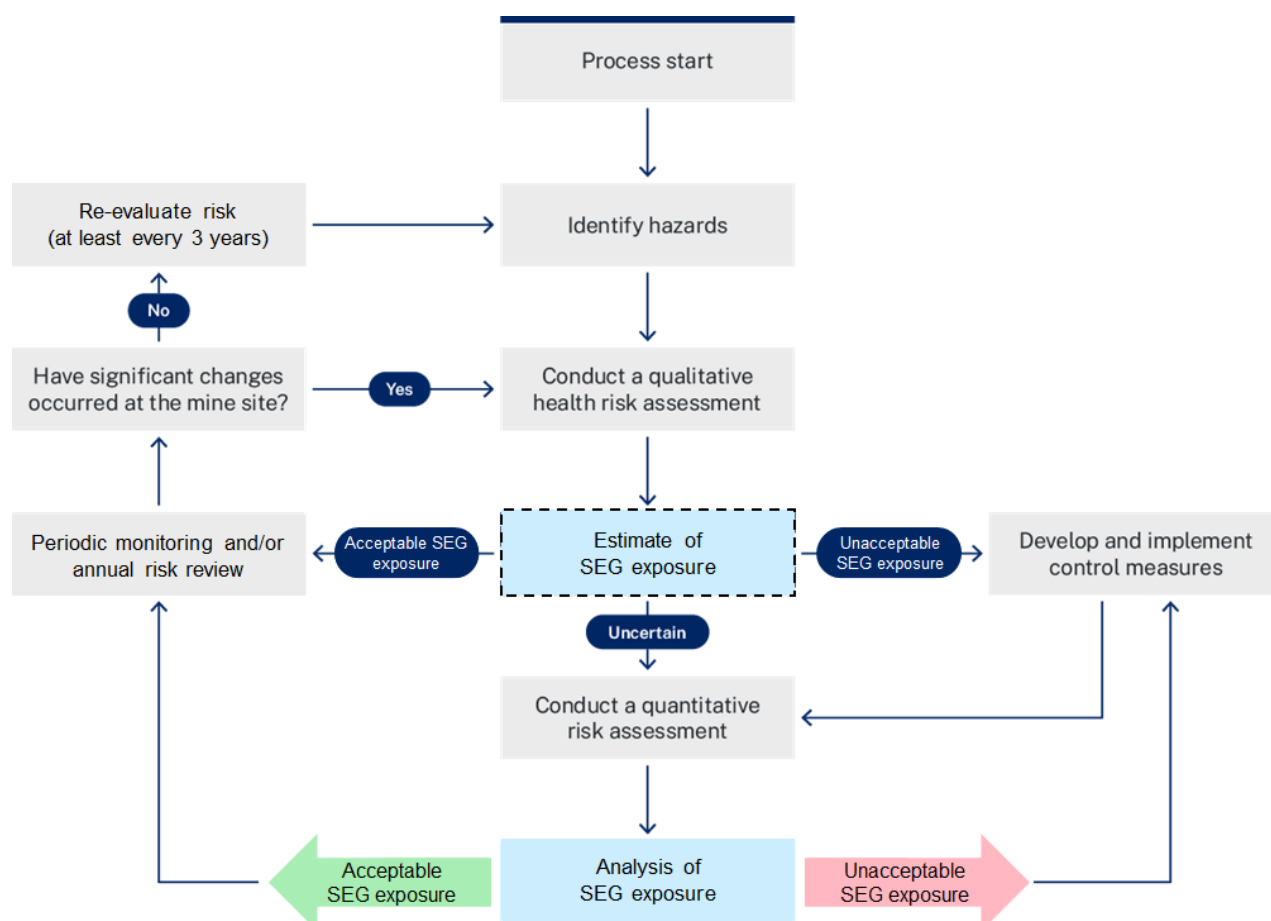 Process start
Re-evaluate risk
(at least every 3 years)
Identify hazards
No
Have significant changes
occurred at the mine site?
Yes
Conduct a qualitative
health risk assessment
Periodic monitoring and/or
annual risk review
Acceptable SEG
exposure
Estimate of
SEG exposure
Unacceptable
SEG exposure
Develop and implement
control measures
Uncertain
Conduct a quantitative
risk assessment
Acceptable
SEG exposure
Analysis of
SEG exposure
Unacceptable
SEG exposure